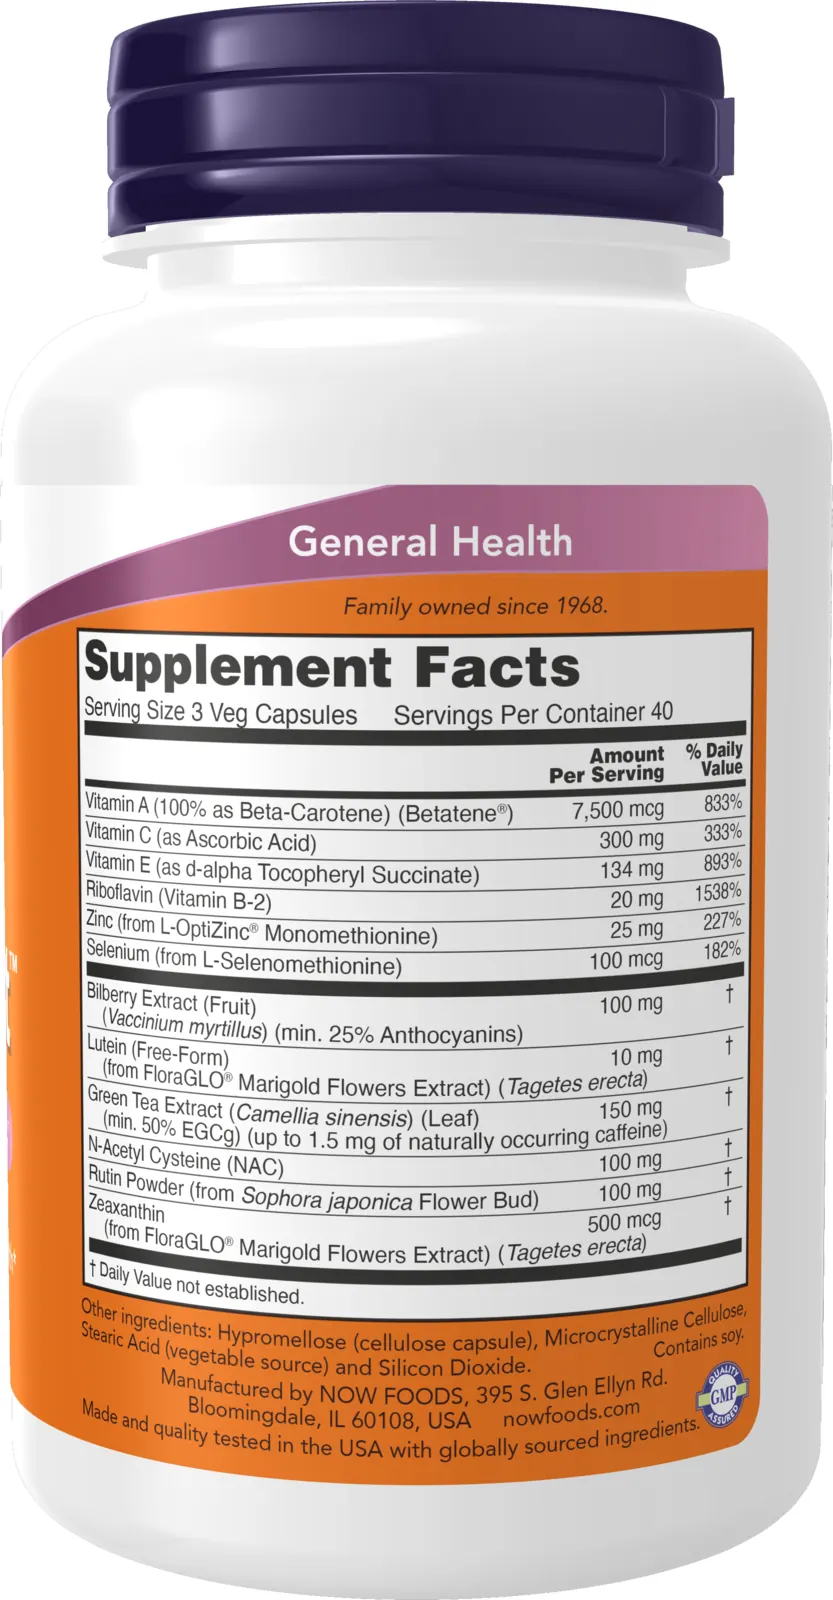 General Health
Family owned since 1968.
Supplement Facts
Serving Size 3 Veg Capsules Servings Per Container 40
Amount Per Serving % Daily Value
Vitamin A (100% as Beta-Carotene) (Betatene®) 7,500 mcg 833%
Vitamin C (as Ascorbic Acid) 300 mg 333%
Vitamin E (as d-alpha Tocopheryl Succinate) 134 mg 893%
Riboflavin (Vitamin B-2) 20 mg 1538%
Zinc (from L-OptiZinc® Monomethionine) 25 mg 227%
Selenium (from L-Selenomethionine) 100 mcg 182%
Bilberry Extract (Fruit) 100 mg †
(Vaccinium myrtillus) (min. 25% Anthocyanins)
Lutein (Free-Form) 10 mg †
(from FloraGLO® Marigold Flowers Extract) (Tagetes erecta)
Green Tea Extract (Camellia sinensis) (Leaf) 150 mg †
(min. 50% EGCg) (up to 1.5 mg of naturally occurring caffeine)
N-Acetyl Cysteine (NAC) 100 mg †
Rutin Powder (from Sophora japonica Flower Bud) 100 mg †
Zeaxanthin 500 mcg †
(from FloraGLO® Marigold Flowers Extract) (Tagetes erecta)
† Daily Value not established.
Other ingredients: Hypromellose (cellulose capsule), Microcrystalline Cellulose,
Stearic Acid (vegetable source) and Silicon Dioxide. Contains soy.
Manufactured by NOW FOODS, 395 S. Glen Ellyn Rd.
Bloomingdale, IL 60108, USA nowfoods.com
Made and quality tested in the USA with globally sourced ingredients.
QUALITY
GMP
ASSURED